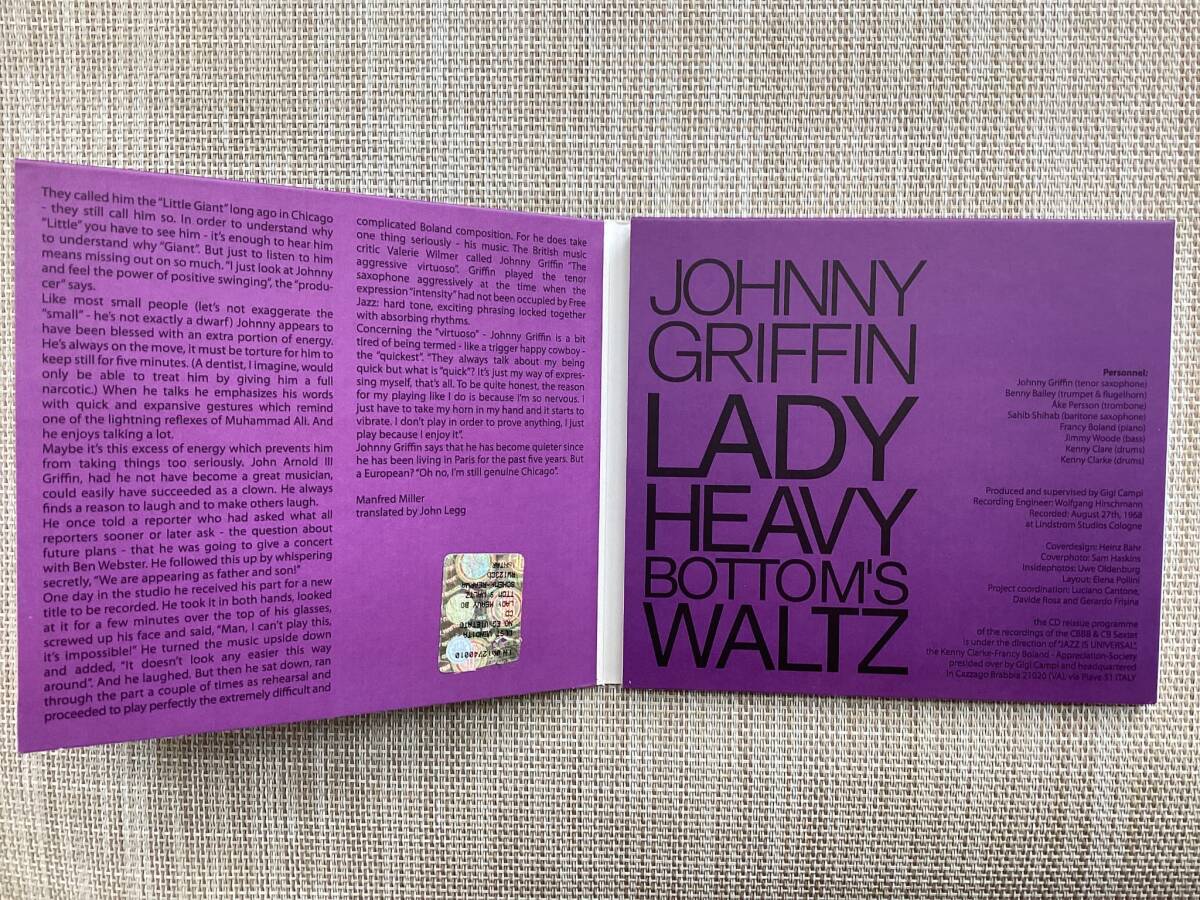 They called him the "Little Giant" long ago in Chicago
- they still call him so. In order to understand why
"Little" you have to see him - it's enough to hear him
to understand why "Giant". But just to listen to him
means missing out on so much. "I just look at Johnny
and feel the power of positive swinging", the "produ-
cer" says.
Like most small people (let's not exaggerate the
"small" - he's not exactly a dwarf) Johnny appears to
have been blessed with an extra portion of energy.
He's always on the move, it must be torture for him to
keep still for five minutes. (A dentist, I imagine, would
only be able to treat him by giving him a full
narcotic.) When he talks he emphasizes his words
with quick and expansive gestures which remind
one of the lightning reflexes of Muhammad Ali. And
he enjoys talking a lot.
Maybe it's this excess of energy which prevents him
from taking things too seriously. John Arnold III
Griffin, had he not have become a great musician,
could easily have succeeded as a clown. He always
finds a reason to laugh and to make others laugh.
He once told a reporter who had asked what all
reporters sooner or later ask - the question about
future plans - that he was going to give a concert
with Ben Webster. He followed this up by whispering
secretly, "We are appearing as father and son!"
One day in the studio he received his part for a new
title to be recorded. He took it in both hands, looked
at it for a few minutes over the top of his glasses,
screwed up his face and said, "Man, I can't play this,
it's impossible!" He turned the music upside down
and added, "It doesn't look any easier this way
around". And he laughed. But then he sat down, ran
through the part a couple of times as rehearsal and
proceeded to play perfectly the extremely difficult and
complicated Boland composition. For he does take
one thing seriously - his music. The British music
critic Valerie Wilmer called Johnny Griffin "The
aggressive virtuoso". Griffin played the tenor
saxophone aggressively at the time when the
expression "intensity" had not been occupied by Free
Jazz: hard tone, exciting phrasing locked together
with absorbing rhythms.
Concerning the "virtuoso" - Johnny Griffin is a bit
tired of being termed - like a trigger happy cowboy -
the "quickest". "They always talk about my being
quick but what is "quick"? It's just my way of expres-
sing myself, that's all. To be quite honest, the reason
for my playing like I do is because I'm so nervous. I
just have to take my horn in my hand and it starts to
vibrate. I don't play in order to prove anything, I just
play because I enjoy it".
Johnny Griffin says that he has become quieter since
he has been living in Paris for the past five years. But
a European? "Oh no, I'm still genuine Chicago".
Manfred Miller
translated by John Legg
RW123CD
SCHEMA-REARWA
TTOM'S WALTZ
LADY HEAVY BO
CD
NO EQUIETATO
JOHNNY
GRIFFIN
LADY
HEAVY
BOTTOM'S
WALTZ
Personnel:
Johnny Griffin (tenor saxophone)
Benny Bailey (trumpet & flugelhorn)
Åke Persson (trombone)
Sahib Shihab (baritone saxophone)
Francy Boland (piano)
Jimmy Woode (bass)
Kenny Clare (drums)
Kenny Clarke (drums)
Produced and supervised by Gigi Campi
Recording Engineer: Wolfgang Hirschmann
Recorded: August 27th, 1968
at Lindstrøm Studios Cologne
Coverdesign: Heinz Bähr
Coverphoto: Sam Haskins
Insidephotos: Uwe Oldenburg
Layout: Elena Pollini
Project coordination: Luciano Cantone,
Davide Rosa and Gerardo Frisina
the CD reissue programme
of the recordings of the CBBB & CB Sextet
is under the direction of "JAZZ IS UNIVERSAL",
the Kenny Clarke-Francy Boland - Appreciation-Society
presided over by Gigi Campi and headquartered
in Cazzago Brabbia 21020 (VA), via Piave 31 ITALY